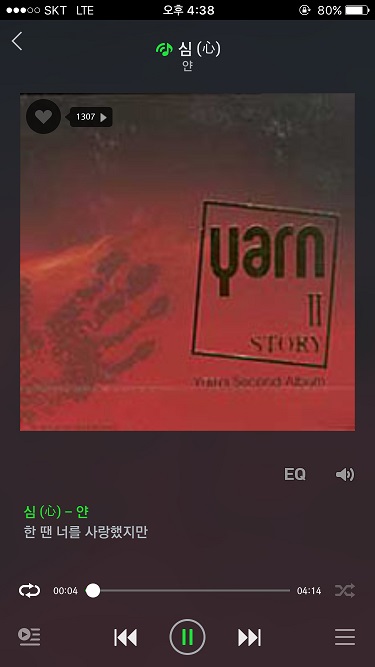 SKT LTE 오후 4:38 80%
심 (心)
얀
1307
yarn
II
STORY
Second Album
EQ
심 (心) – 얀
한 땐 너를 사랑했지만
00:04 04:14